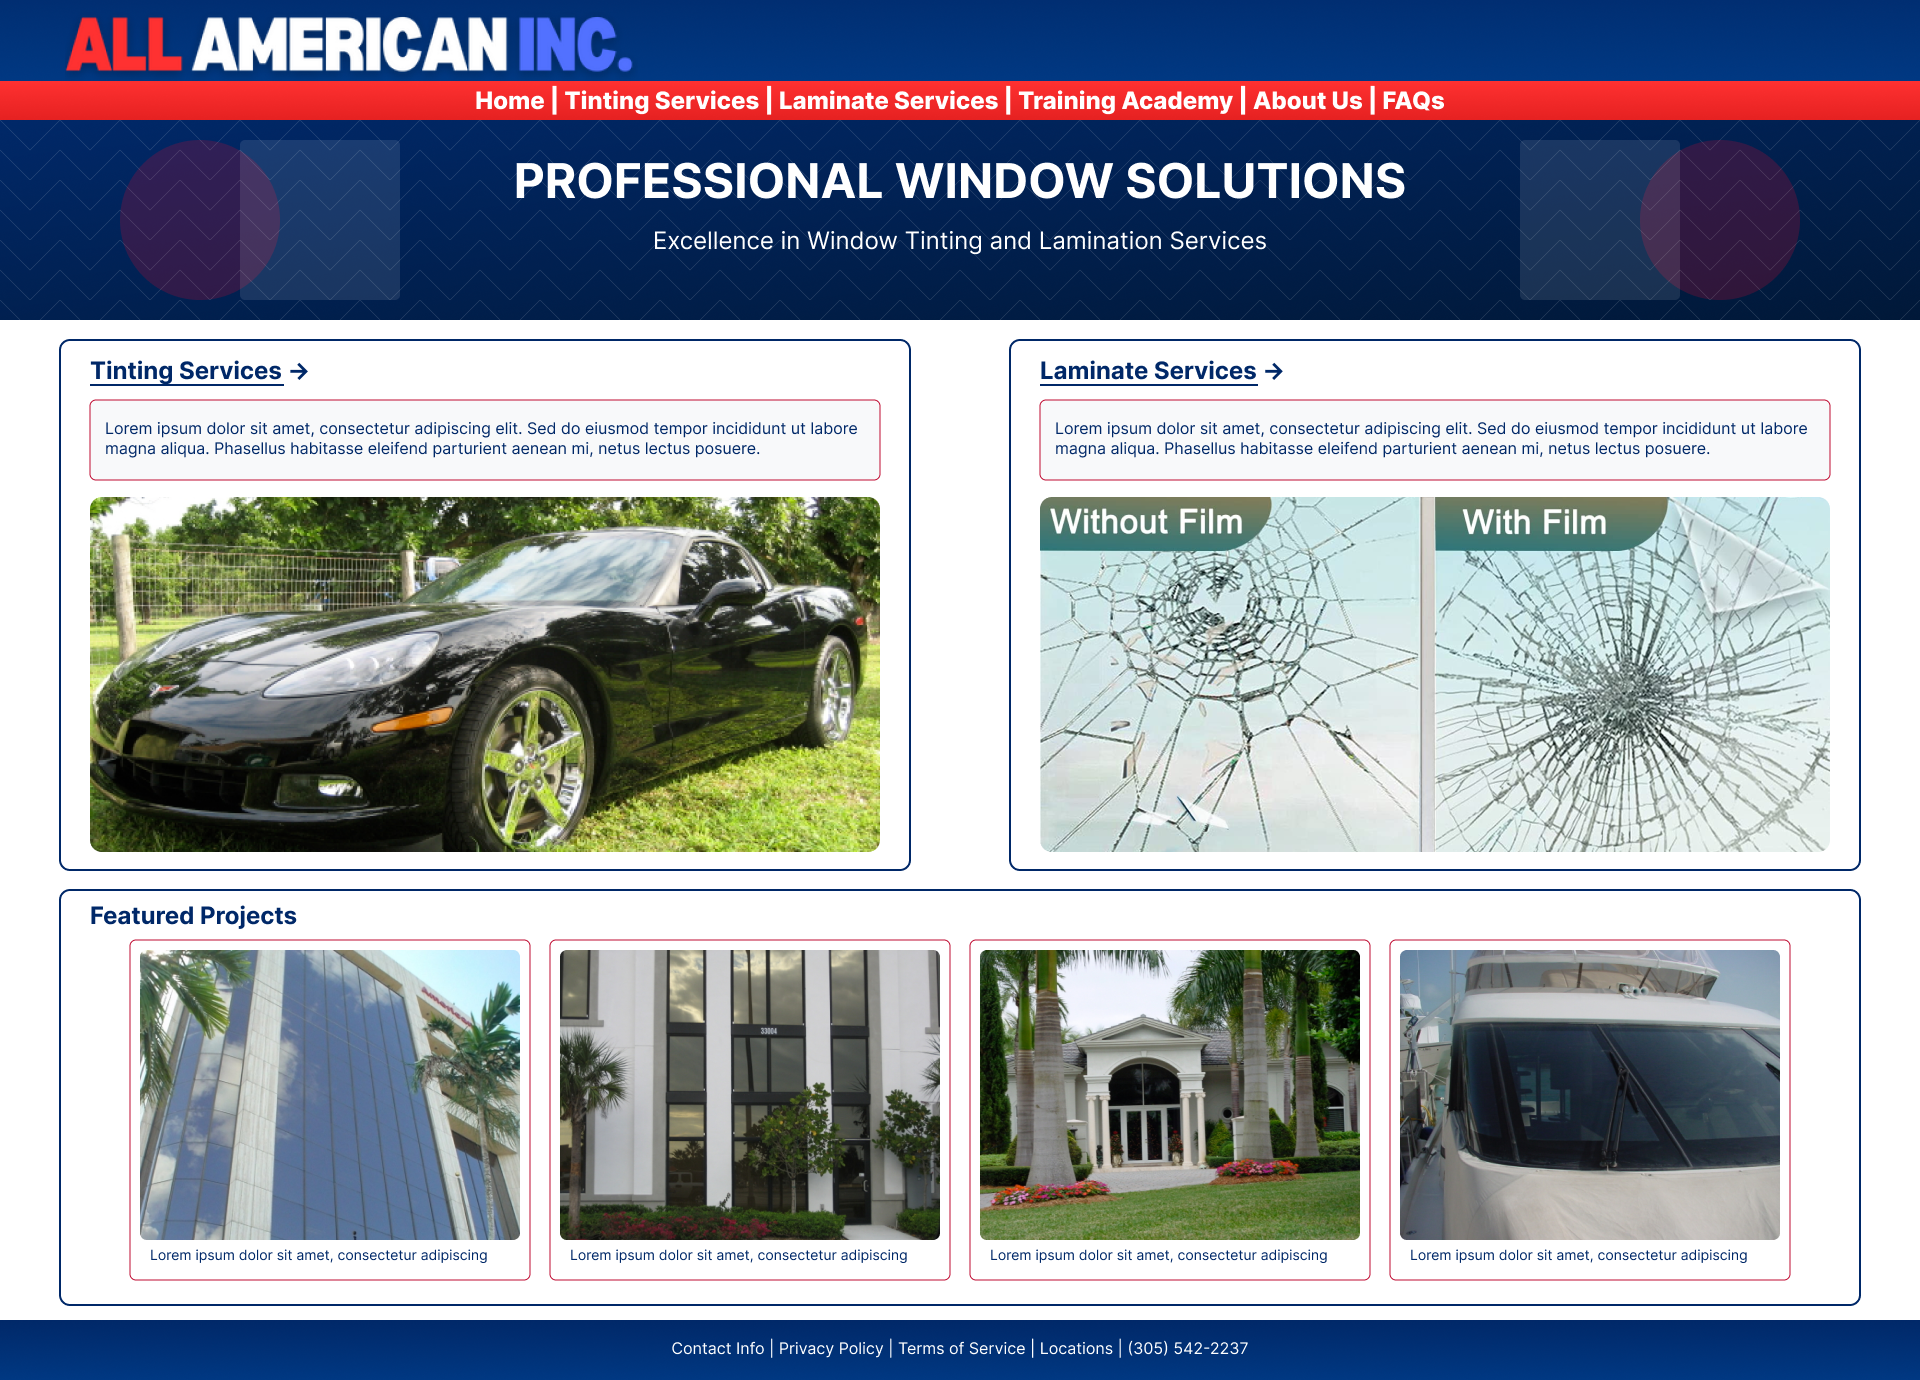 ALL AMERICAN INC.
Home | Tinting Services | Laminate Services | Training Academy | About Us | FAQs
PROFESSIONAL WINDOW SOLUTIONS
Excellence in Window Tinting and Lamination Services
Tinting Services →
Lorem ipsum dolor sit amet, consectetur adipiscing elit. Sed do eiusmod tempor incididunt ut labore
magna aliqua. Phasellus habitasse eleifend parturient aenean mi, netus lectus posuere.
Laminate Services →
Lorem ipsum dolor sit amet, consectetur adipiscing elit. Sed do eiusmod tempor incididunt ut labore
magna aliqua. Phasellus habitasse eleifend parturient aenean mi, netus lectus posuere.
Without Film
With Film
Featured Projects
33004
Lorem ipsum dolor sit amet, consectetur adipiscing
Lorem ipsum dolor sit amet, consectetur adipiscing
Lorem ipsum dolor sit amet, consectetur adipiscing
Lorem ipsum dolor sit amet, consectetur adipiscing
Contact Info | Privacy Policy | Terms of Service | Locations | (305) 542-2237